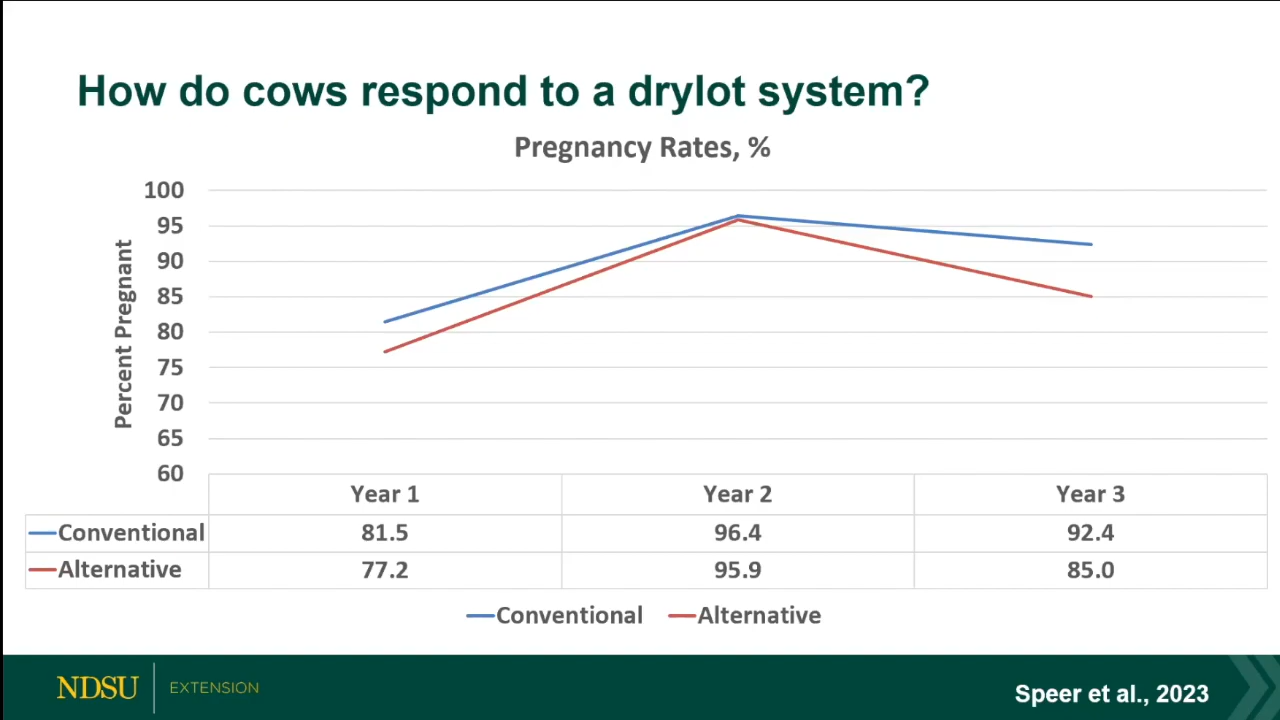 How do cows respond to a drylot system?
Pregnancy Rates, %
Percent Pregnant
100
95
90
85
80
75
70
65
60
Year 1 Year 2 Year 3
Conventional 81.5 96.4 92.4
Alternative 77.2 95.9 85.0
Conventional Alternative
NDSU EXTENSION
Speer et al., 2023